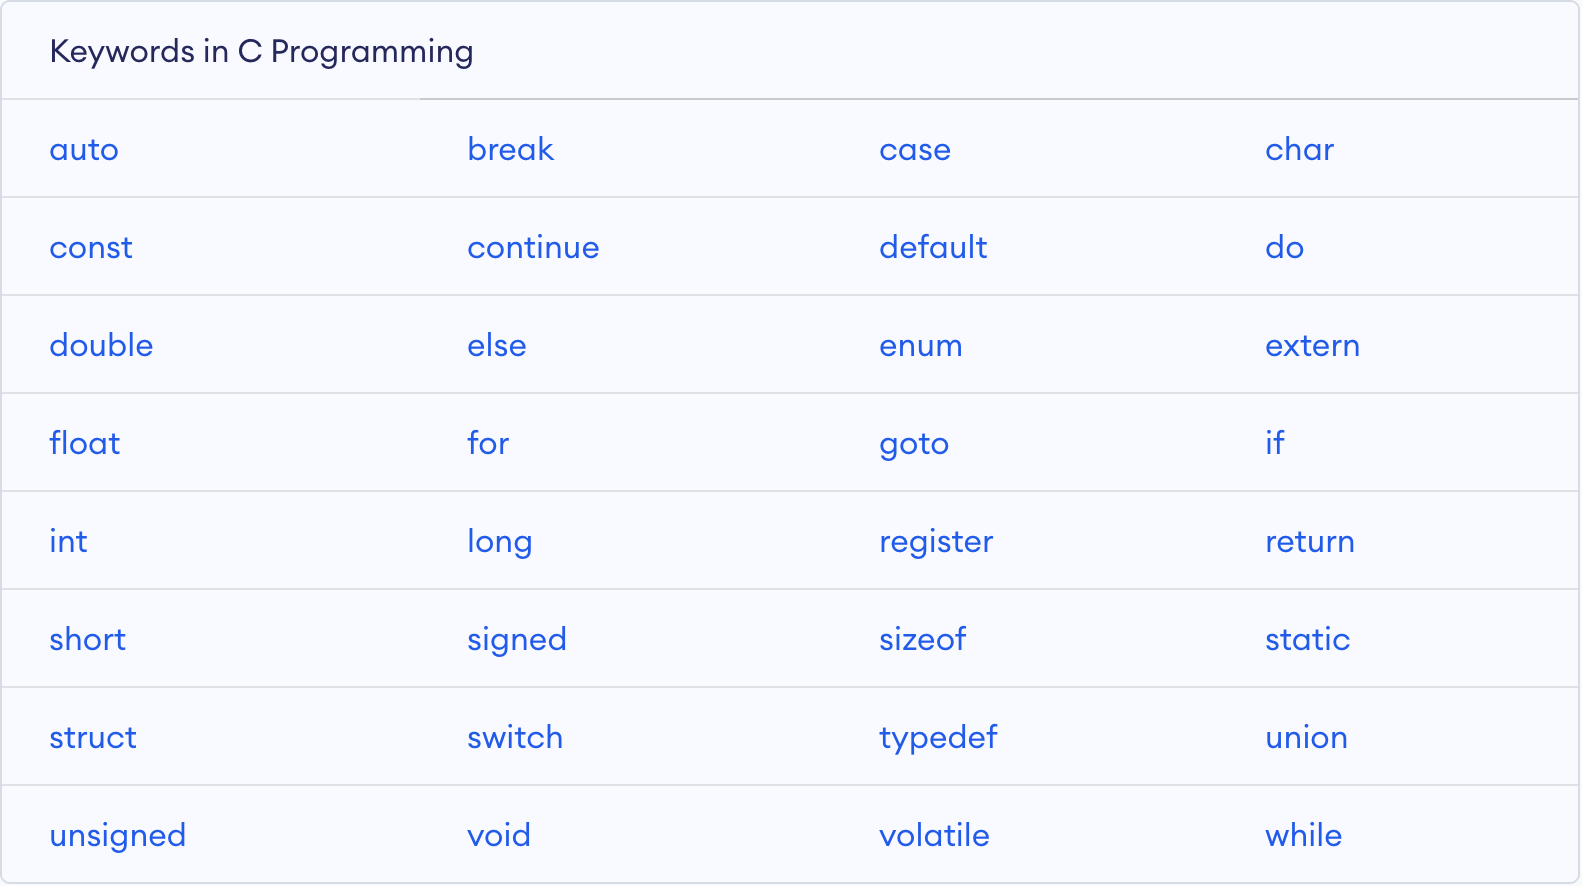 Keywords in C Programming
auto break case char
const continue default do
double else enum extern
float for goto if
int long register return
short signed sizeof static
struct switch typedef union
unsigned void volatile while